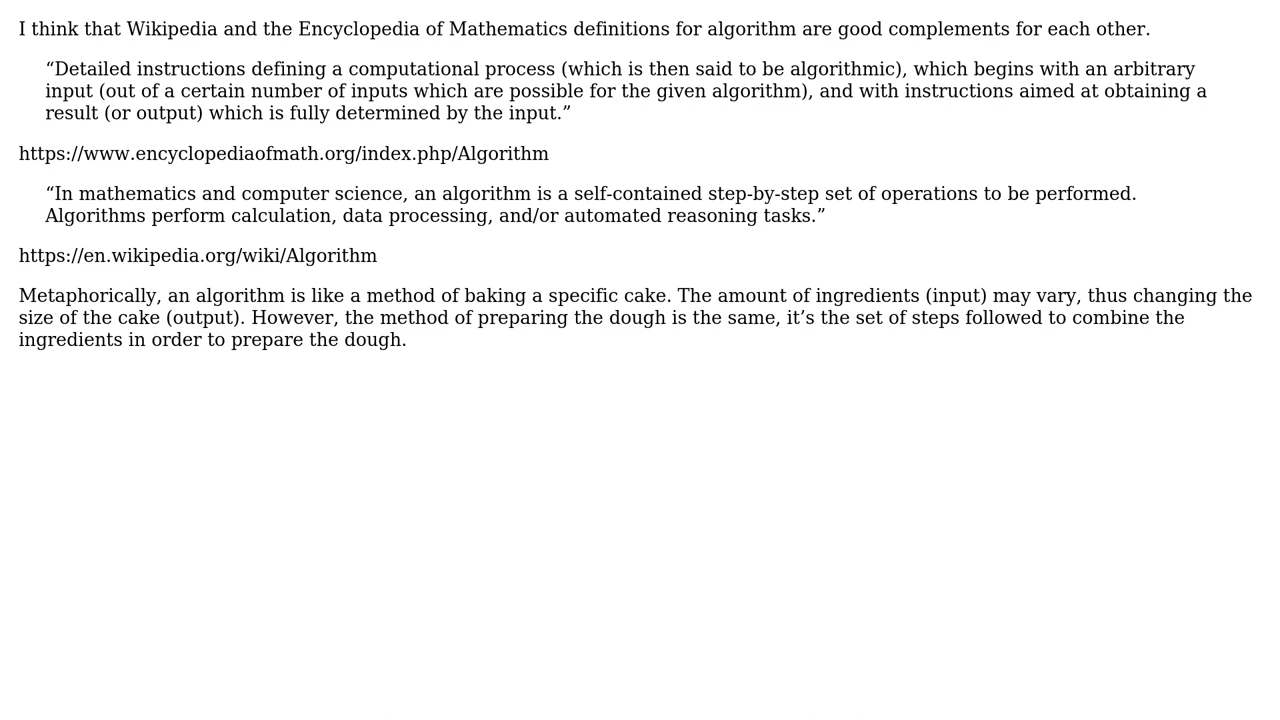 I think that Wikipedia and the Encyclopedia of Mathematics definitions for algorithm are good complements for each other.
“Detailed instructions defining a computational process (which is then said to be algorithmic), which begins with an arbitrary
input (out of a certain number of inputs which are possible for the given algorithm), and with instructions aimed at obtaining a
result (or output) which is fully determined by the input.”
https://www.encyclopediaofmath.org/index.php/Algorithm
“In mathematics and computer science, an algorithm is a self-contained step-by-step set of operations to be performed.
Algorithms perform calculation, data processing, and/or automated reasoning tasks.”
https://en.wikipedia.org/wiki/Algorithm
Metaphorically, an algorithm is like a method of baking a specific cake. The amount of ingredients (input) may vary, thus changing the
size of the cake (output). However, the method of preparing the dough is the same, it’s the set of steps followed to combine the
ingredients in order to prepare the dough.